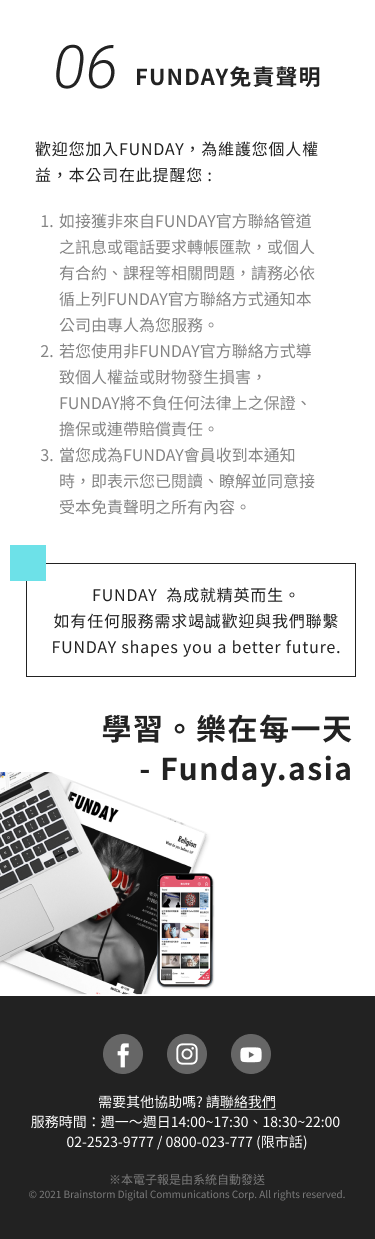 06 FUNDAY免責聲明
歡迎您加入FUNDAY，為維護您個人權
益，本公司在此提醒您：
1. 如接獲非來自FUNDAY官方聯絡管道
之訊息或電話要求轉帳匯款，或個人
有合約、課程等相關問題，請務必依
循上列FUNDAY官方聯絡方式通知本
公司由專人為您服務。
2. 若您使用非FUNDAY官方聯絡方式導
致個人權益或財物發生損害，
FUNDAY將不負任何法律上之保證、
擔保或連帶賠償責任。
3. 當您成為FUNDAY會員收到本通知
時，即表示您已閱讀、瞭解並同意接
受本免責聲明之所有內容。
FUNDAY 為成就精英而生。
如有任何服務需求竭誠歡迎與我們聯繫
FUNDAY shapes you a better future.
學習。樂在每一天
- Funday.asia
FUNDAY
Religion
需要其他協助嗎? 請聯絡我們
服務時間：週一～週日14:00~17:30、18:30~22:00
02-2523-9777 / 0800-023-777 (限市話)
※本電子報是由系統自動發送
© 2021 Brainstorm Digital Communications Corp. All rights reserved.